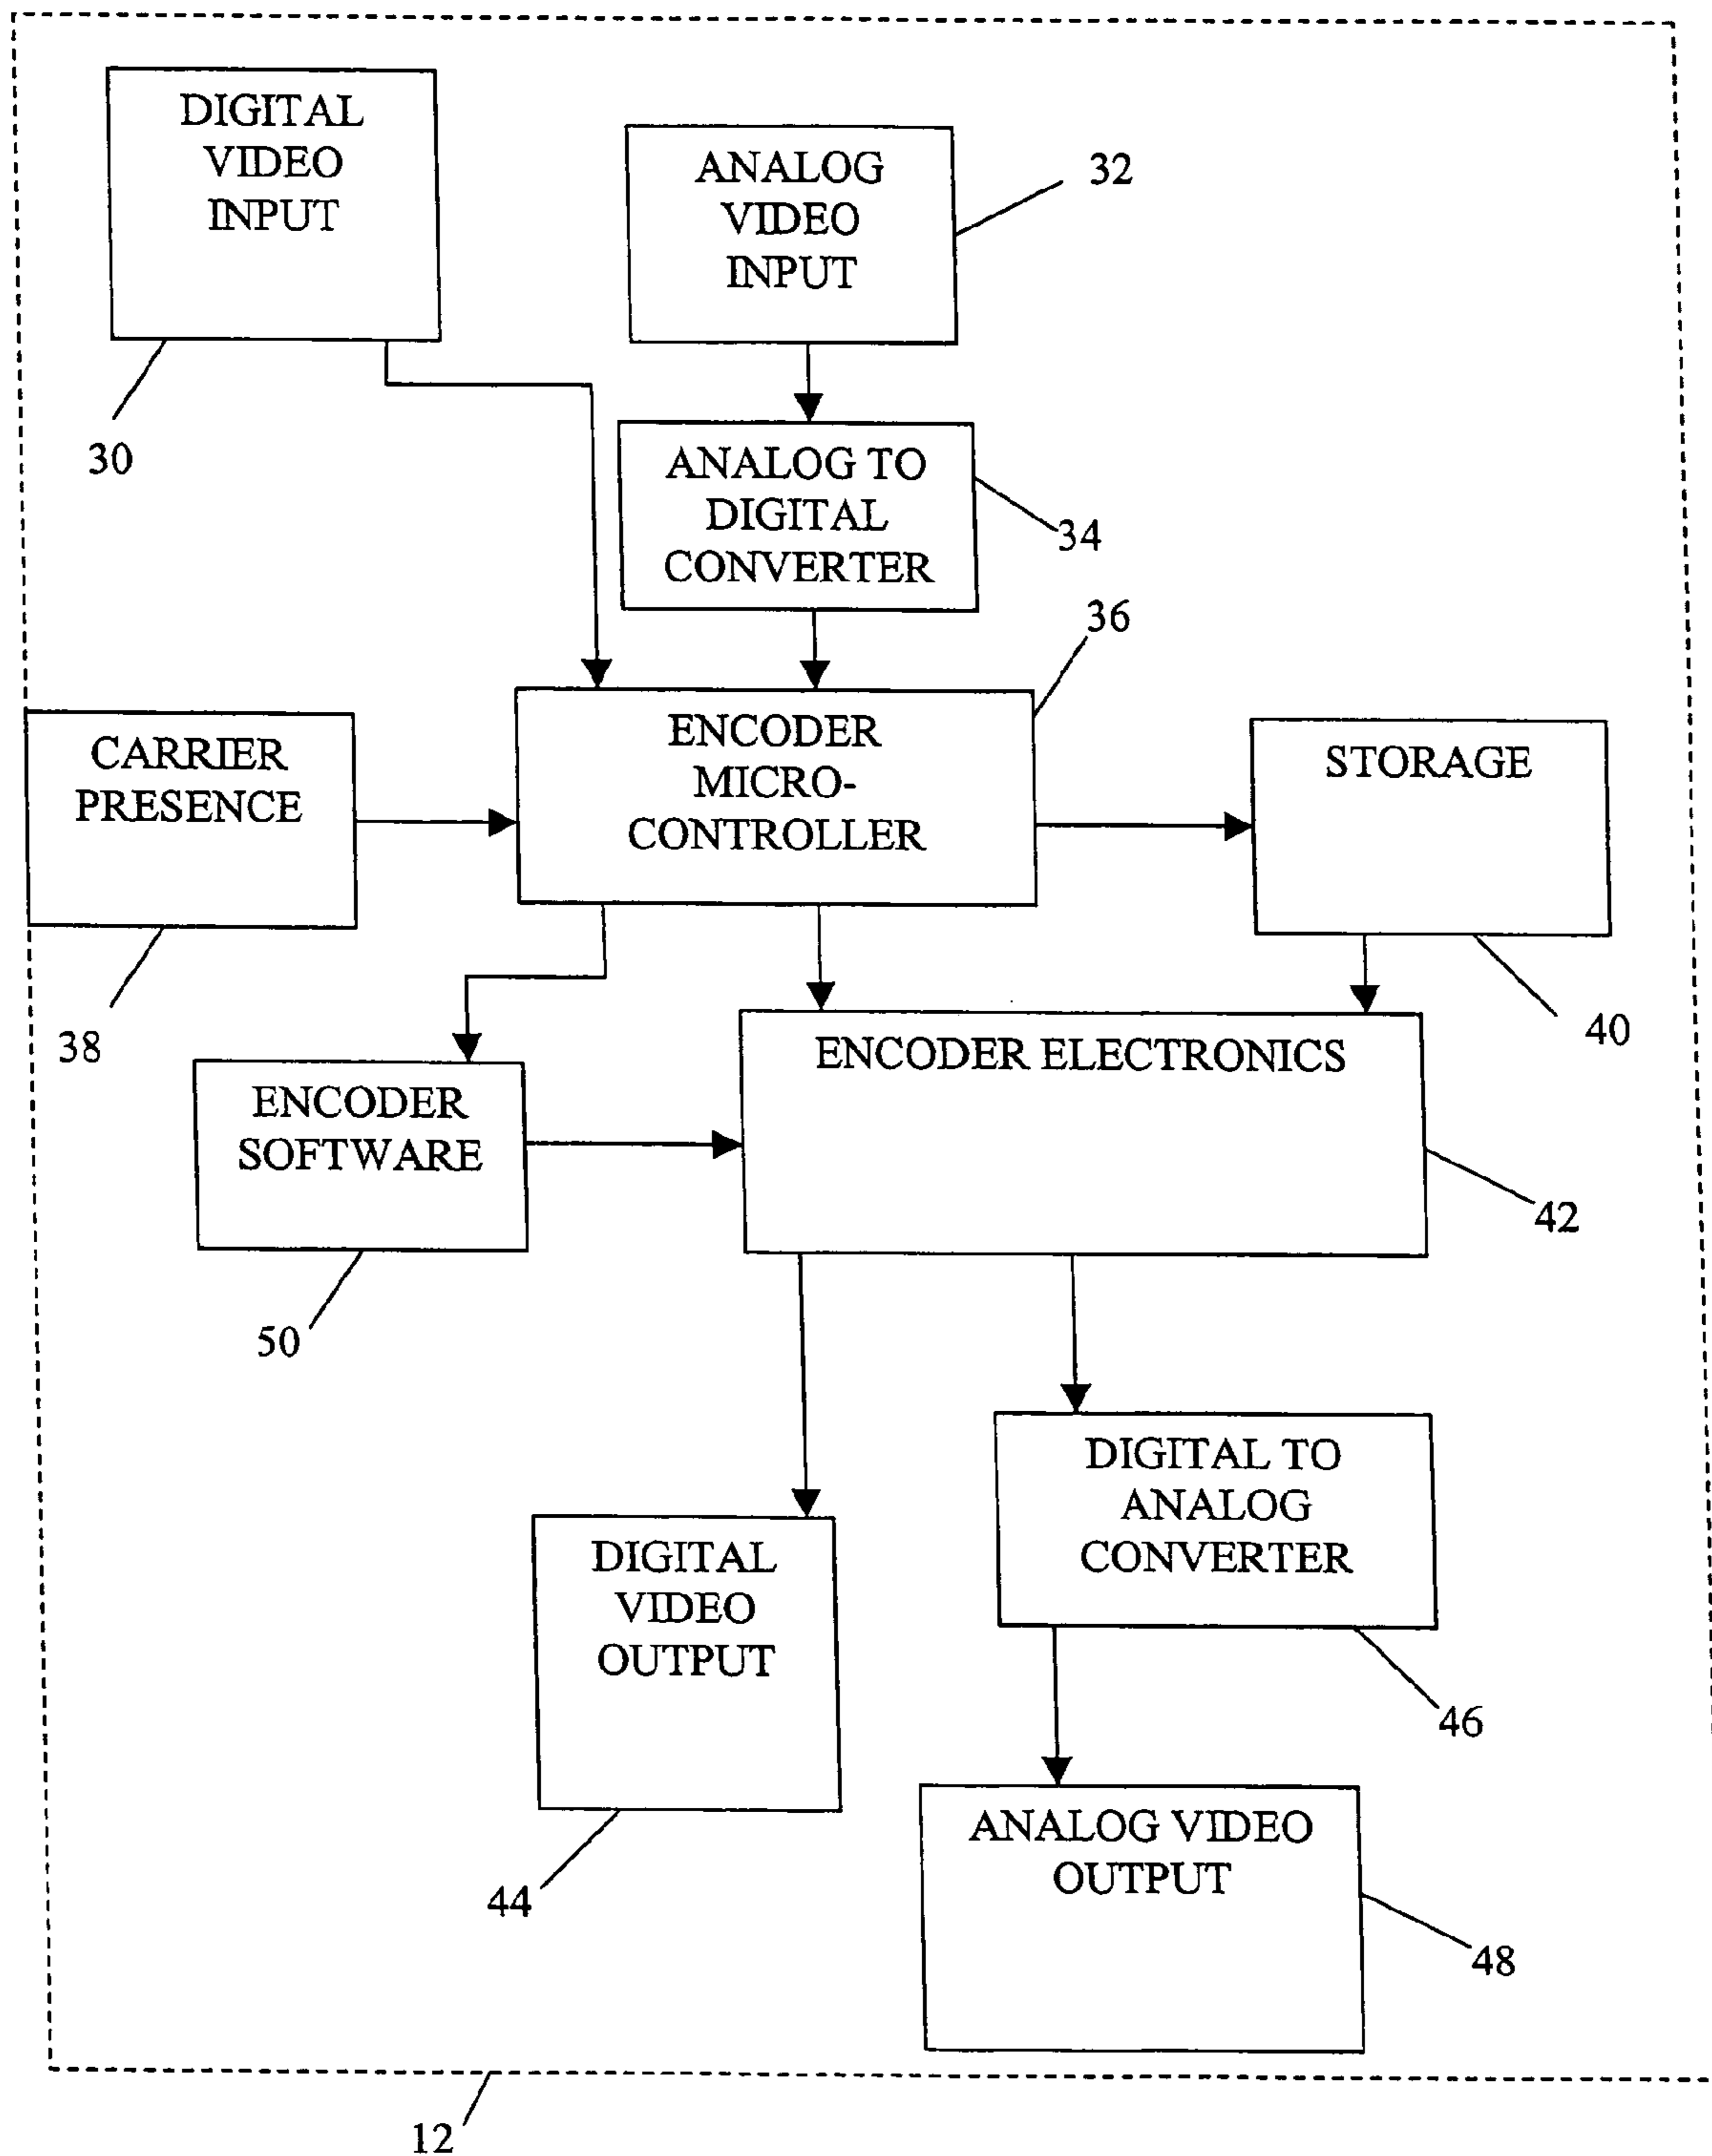 DIGITAL
VIDEO
INPUT
30
ANALOG
VIDEO
INPUT
32
ANALOG TO
DIGITAL
CONVERTER
34
ENCODER
MICRO-
CONTROLLER
36
CARRIER
PRESENCE
38
STORAGE
40
ENCODER ELECTRONICS
42
ENCODER
SOFTWARE
50
DIGITAL TO
ANALOG
CONVERTER
46
DIGITAL
VIDEO
OUTPUT
44
ANALOG VIDEO
OUTPUT
48
12